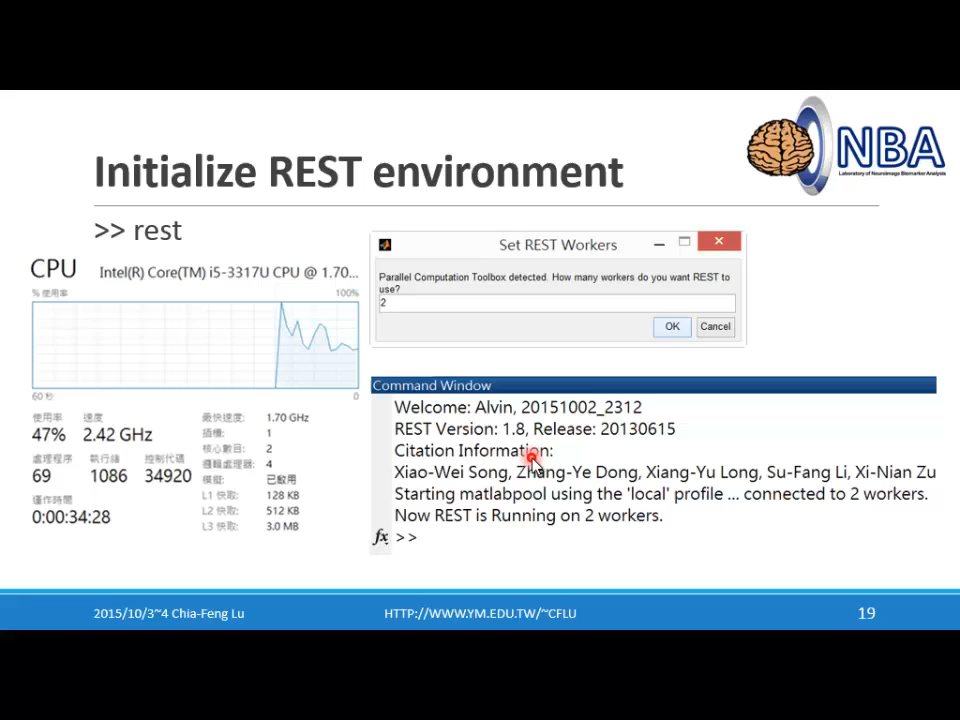 Initialize REST environment
NBA
Laboratory of Neuroimage Biomarker Analysis
>> rest
CPU
Intel(R) Core(TM) i5-3317U CPU @ 1.70...
% 使用率
100%
60 秒
0
使用率
速度
47%
2.42 GHz
處理程序
執行緒
控制代碼
69
1086
34920
運作時間
0:00:34:28
最快速度:
1.70 GHz
插槽:
1
核心數目:
2
邏輯處理器:
4
模擬:
已啟用
L1 快取:
128 KB
L2 快取:
512 KB
L3 快取:
3.0 MB
Set REST Workers
Parallel Computation Toolbox detected. How many workers do you want REST to
use?
2
OK
Cancel
Command Window
Welcome: Alvin, 20151002_2312
REST Version: 1.8, Release: 20130615
Citation Information:
Xiao-Wei Song, Zhang-Ye Dong, Xiang-Yu Long, Su-Fang Li, Xi-Nian Zu
Starting matlabpool using the 'local' profile ... connected to 2 workers.
Now REST is Running on 2 workers.
fx >>
2015/10/3~4 Chia-Feng Lu
HTTP://WWW.YM.EDU.TW/~CFLU
19